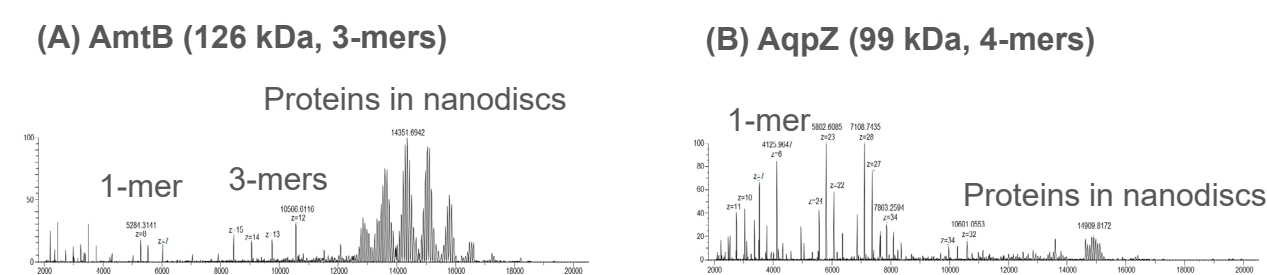 (A) AmtB (126 kDa, 3-mers)
Proteins in nanodiscs
14351.6942
100
1-mer
3-mers
50
10566.6116
z=12
5284.3141
z=8
z=7
z=15
z=14
z=13
0
2000 4000 6000 8000 10000 12000 14000 16000 18000 20000
(B) AqpZ (99 kDa, 4-mers)
1-mer
5802.6085
z=23
7108.7435
z=28
100
4125.9647
z=6
80
z=7
z=27
60
z=22
Proteins in nanodiscs
z=11
z=10
z=24
40
7863.2594
z=34
20
z=34
10601.0553
z=32
14909.8172
0
2000 4000 6000 8000 10000 12000 14000 16000 18000 20000